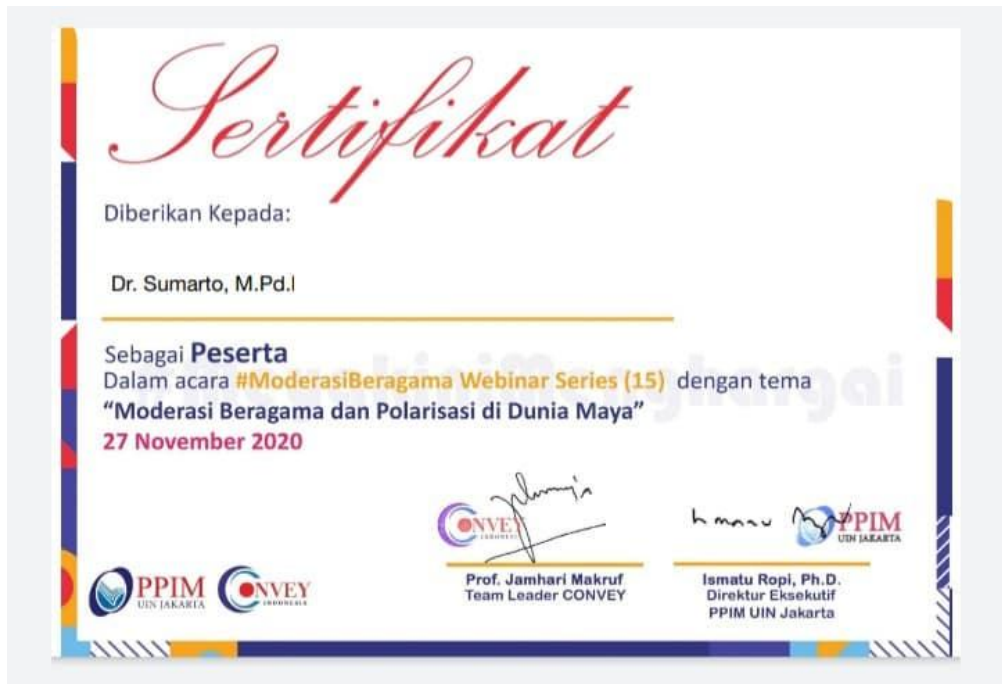 Sertifikat
Diberikan Kepada:
Dr. Sumarto, M.Pd.I
Sebagai Peserta
Dalam acara #ModerasiBeragama Webinar Series (15) dengan tema
“Moderasi Beragama dan Polarisasi di Dunia Maya”
27 November 2020
CONVEY
INDONESIA
PPIM
UIN JAKARTA
Prof. Jamhari Makruf
Team Leader CONVEY
Ismatu Ropi, Ph.D.
Direktur Eksekutif
PPIM UIN Jakarta
PPIM
UIN JAKARTA
CONVEY
INDONESIA